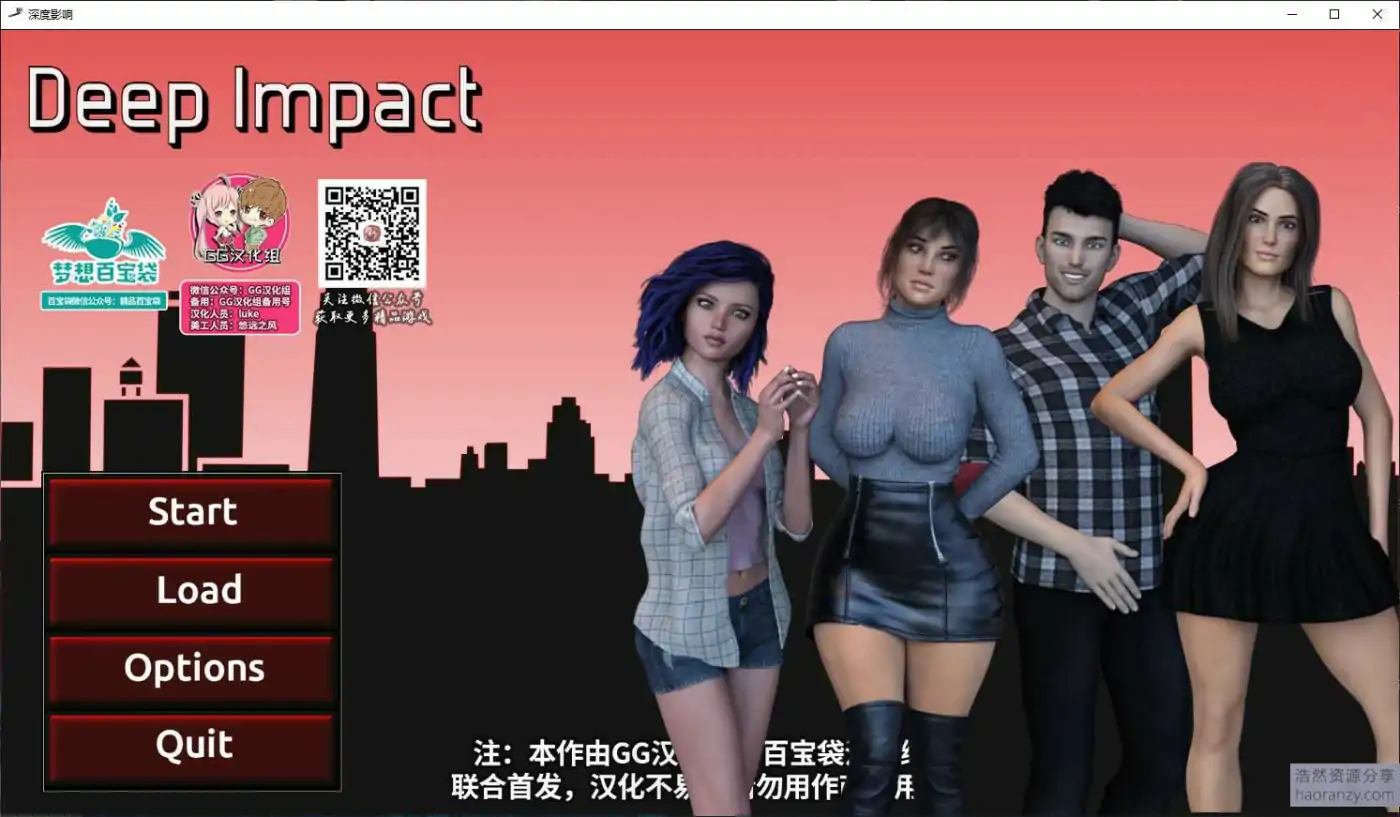 深度影响
Deep Impact
GG汉化组
梦想百宝袋
百宝袋微信公众号：精品百宝袋
微信公众号：GG汉化组
备用：GG汉化组备用号
汉化人员：luke
美工人员：悠远之风
关注微信公众号
获取更多精品游戏
Start
Load
Options
Quit
注：本作由GG汉 百宝袋
联合首发，汉化不易 勿用作 用
浩然资源分享
haoranzy.com